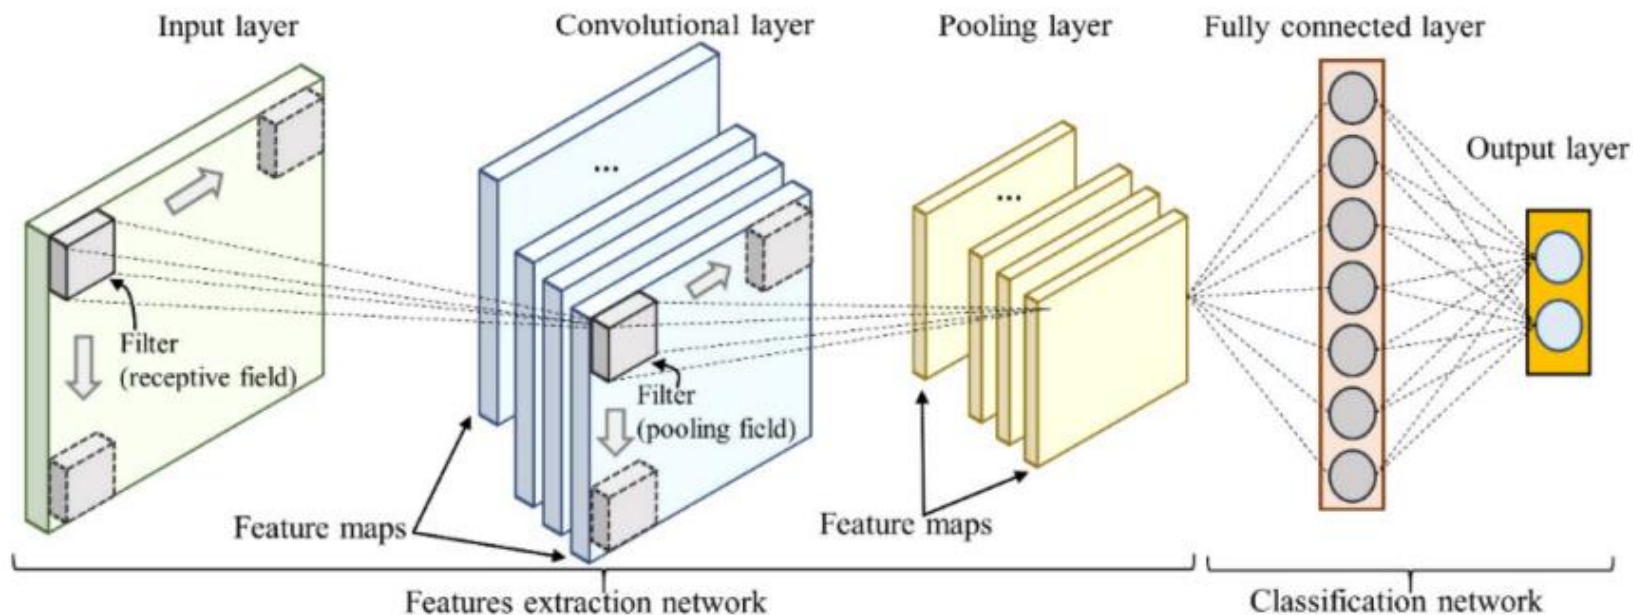 Input layer
Convolutional layer
Pooling layer
Fully connected layer
Output layer
...
...
Filter
(receptive field)
Filter
(pooling field)
Feature maps
Feature maps
Features extraction network
Classification network